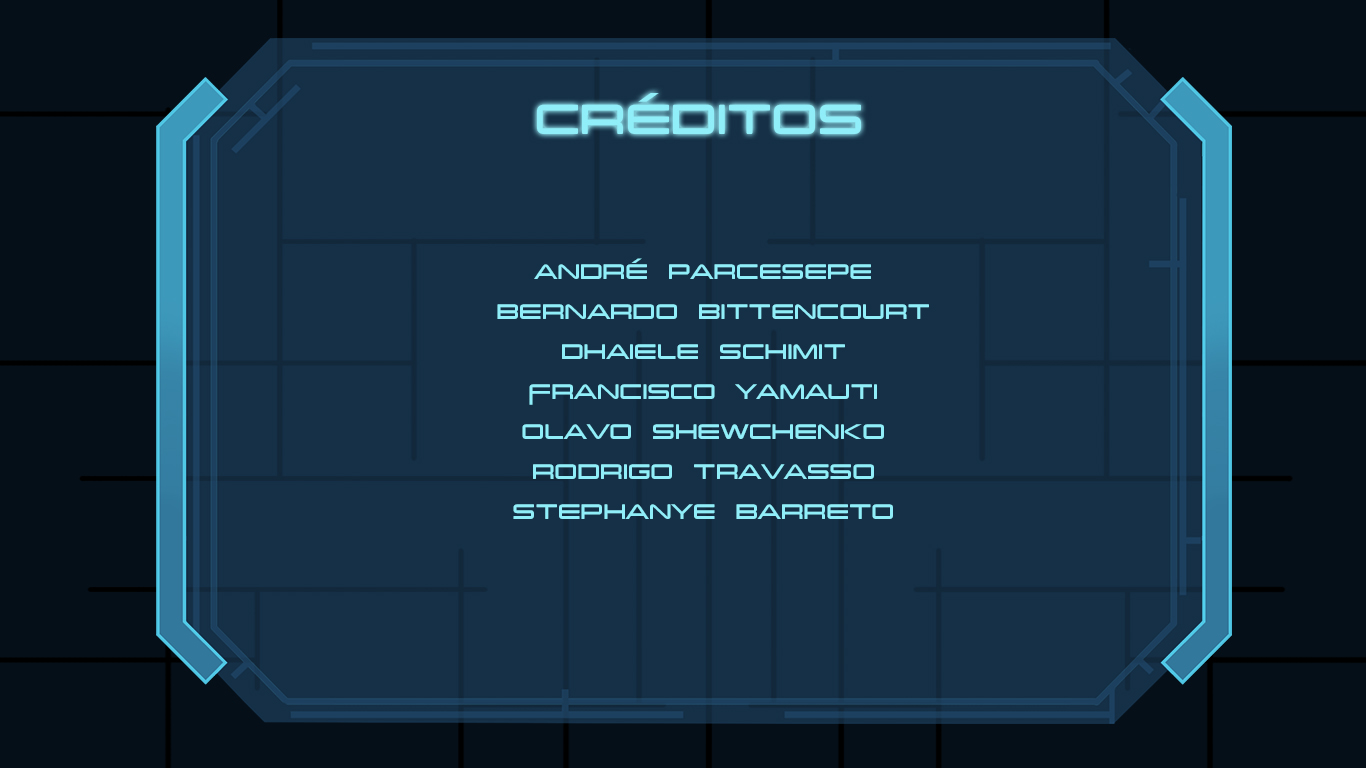 CRÉDITOS
ANDRÉ PARCESEPE
BERNARDO BITTENCOURT
DHAIELE SCHIMIT
FRANCISCO YAMAUTI
OLAVO SHEWCHENKO
RODRIGO TRAVASSO
STEPHANYE BARRETO